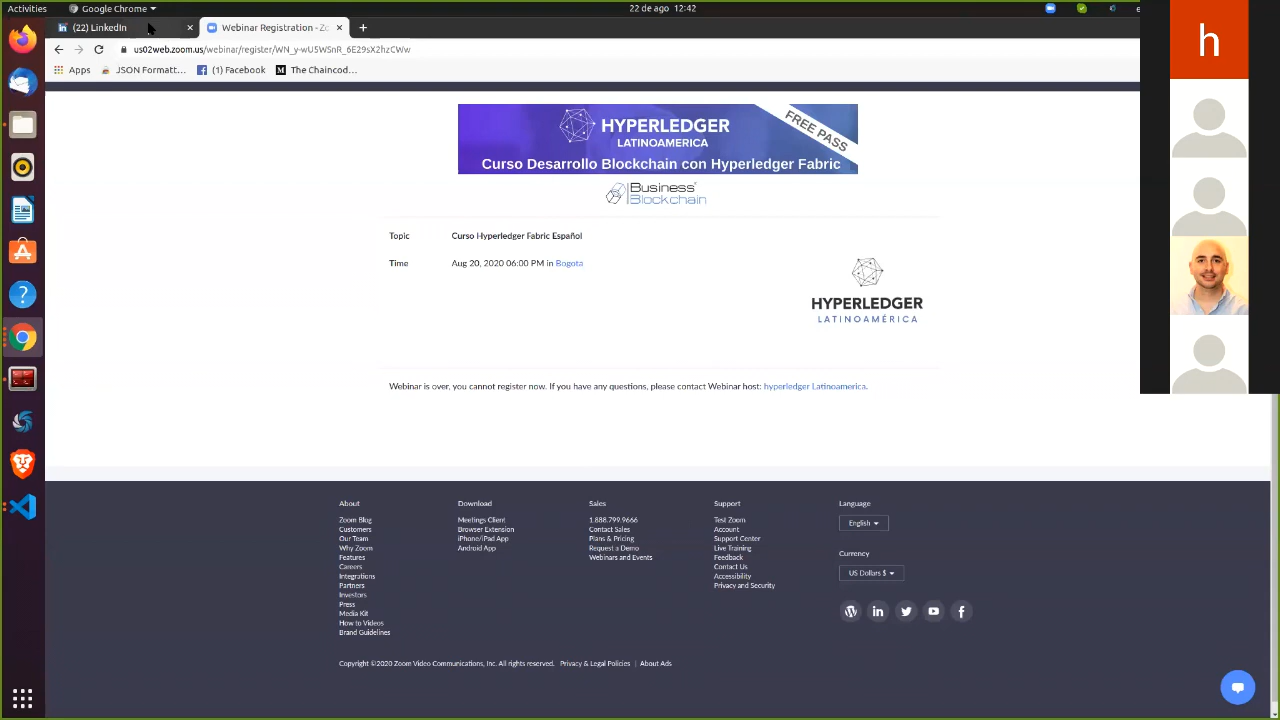 Activities
Google Chrome
22 de ago 12:42
(22) LinkedIn
Webinar Registration - Zo
us02web.zoom.us/webinar/register/WN_y-wU5WSnR_6E29sX2hzCWw
Apps
JSON Formatt...
(1) Facebook
The Chaincod...
h
HYPERLEDGER
LATINOAMERICA
FREE PASS
Curso Desarrollo Blockchain con Hyperledger Fabric
Business
Blockchain
Topic
Curso Hyperledger Fabric Español
Time
Aug 20, 2020 06:00 PM in Bogota
HYPERLEDGER
LATINOAMÉRICA
Webinar is over, you cannot register now. If you have any questions, please contact Webinar host: hyperledger Latinoamerica.
About
Zoom Blog
Customers
Our Team
Why Zoom
Features
Careers
Integrations
Partners
Investors
Press
Media Kit
How to Videos
Brand Guidelines
Download
Meetings Client
Browser Extension
iPhone/iPad App
Android App
Sales
1.888.799.9666
Contact Sales
Plans & Pricing
Request a Demo
Webinars and Events
Support
Test Zoom
Account
Support Center
Live Training
Feedback
Contact Us
Accessibility
Privacy and Security
Language
English
Currency
US Dollars $
Copyright ©2020 Zoom Video Communications, Inc. All rights reserved. Privacy & Legal Policies | About Ads